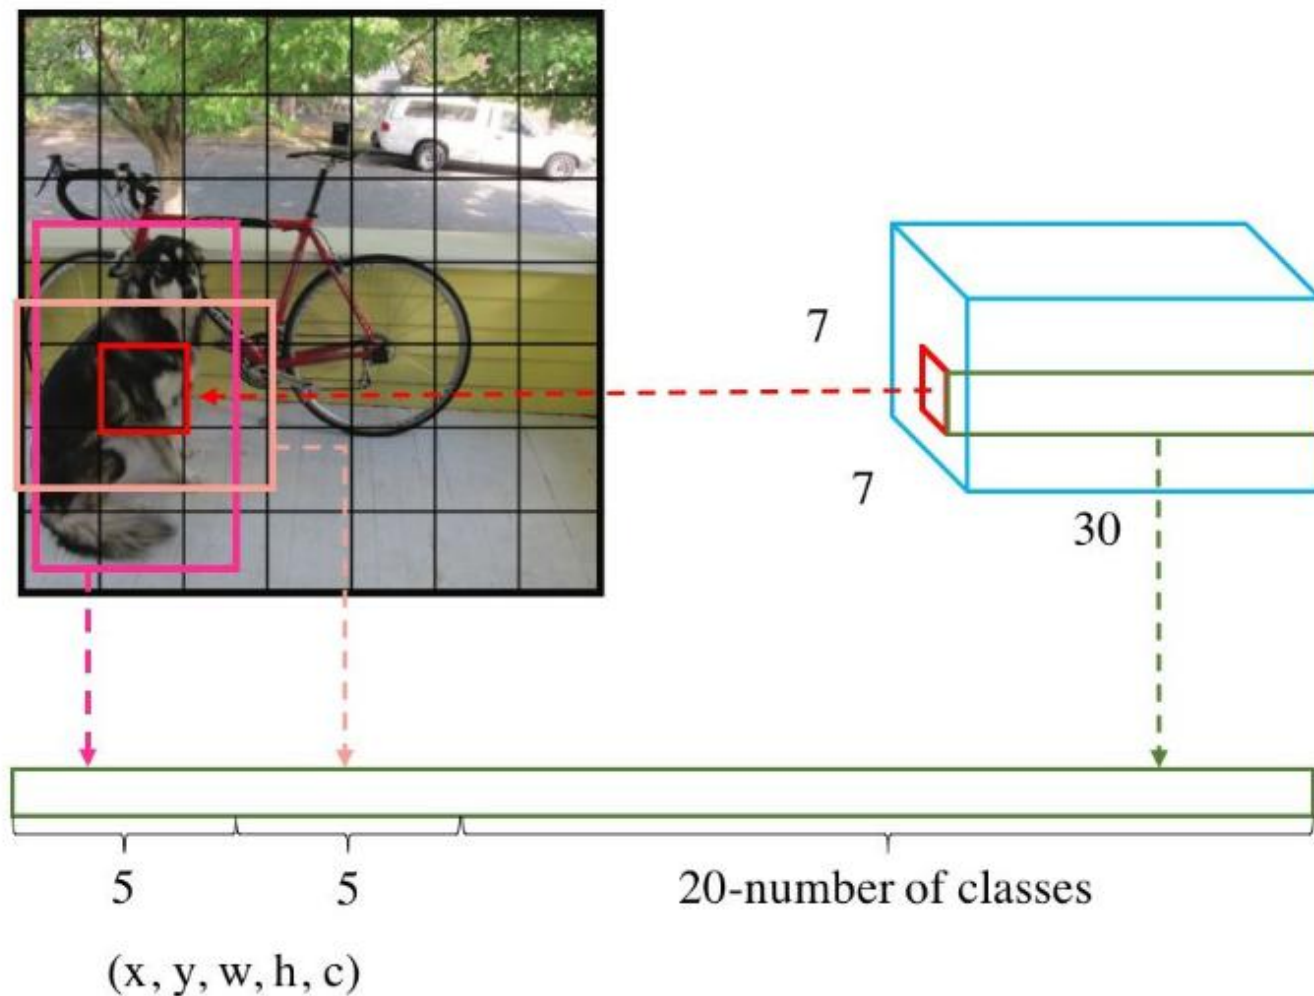 7
7
30
5
5
20-number of classes
(x, y, w, h, c)